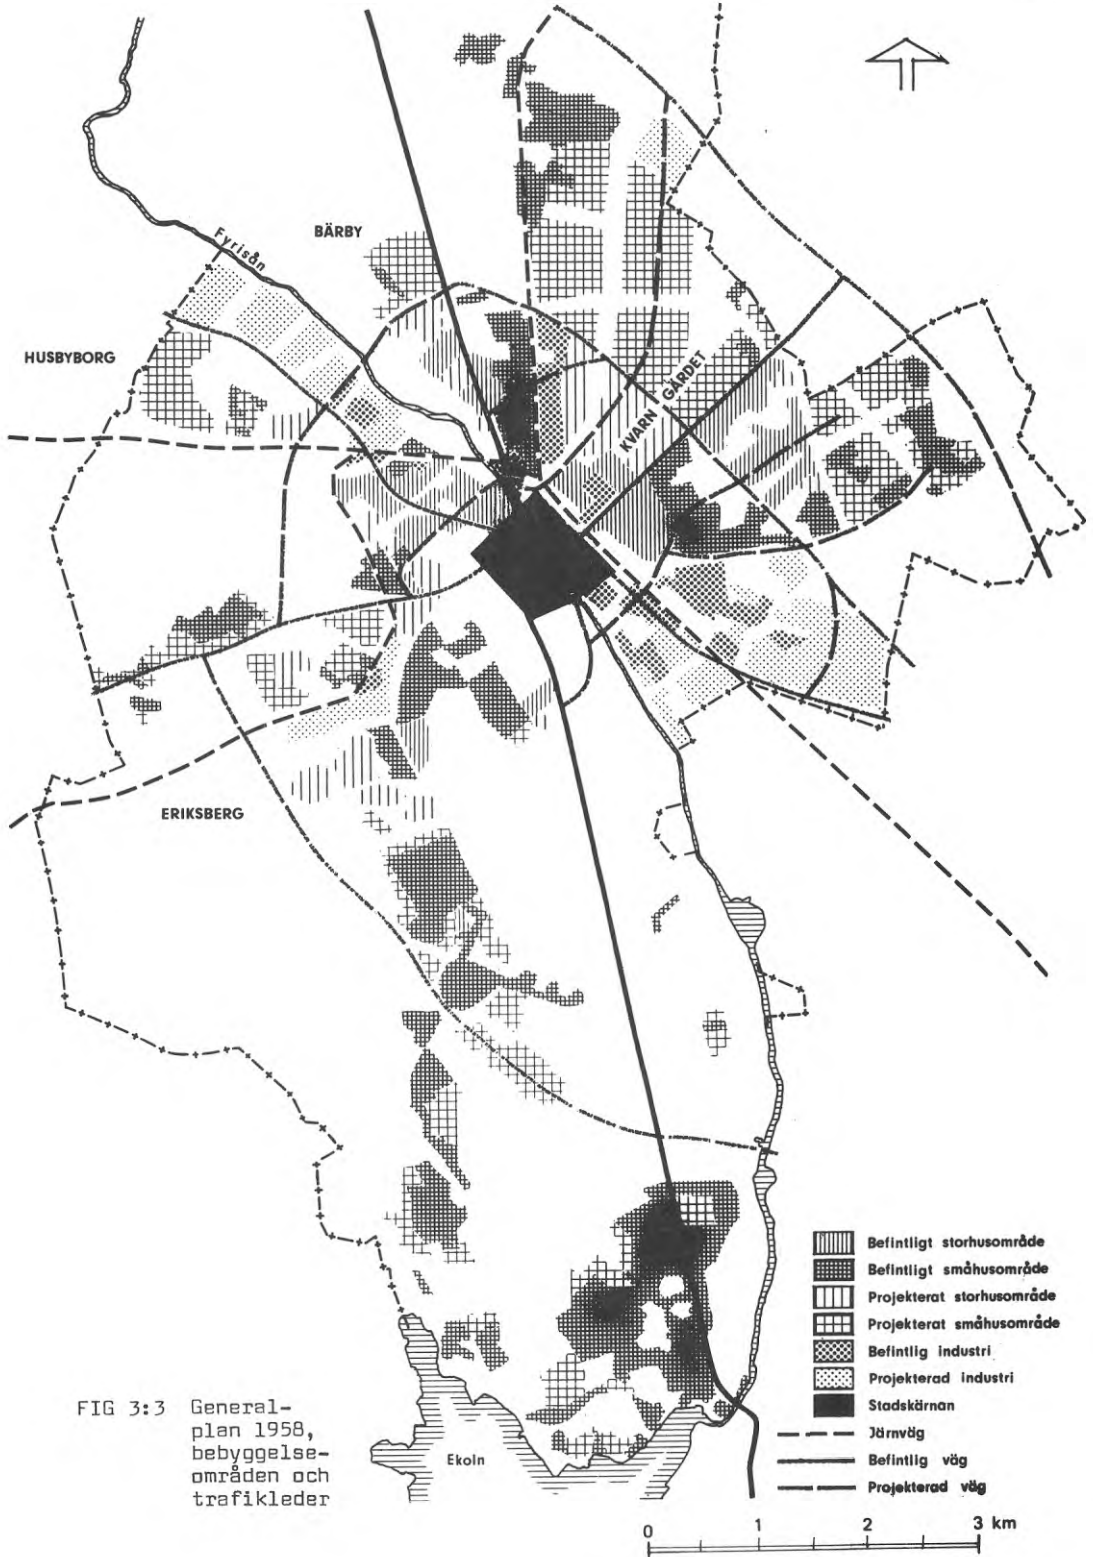 BÄRBY
Fyrisån
HUSBYBORG
KVARN GÄRDET
ERIKSBERG
Befintligt storhusområde
Befintligt småhusområde
Projekterat storhusområde
Projekterat småhusområde
Befintlig industri
Projekterad industri
Stadskärnan
Järnväg
Befintlig väg
Projekterad väg
FIG 3:3 General-
plan 1958,
bebyggelse-
områden och
trafikleder
Ekoln
0 1 2 3 km